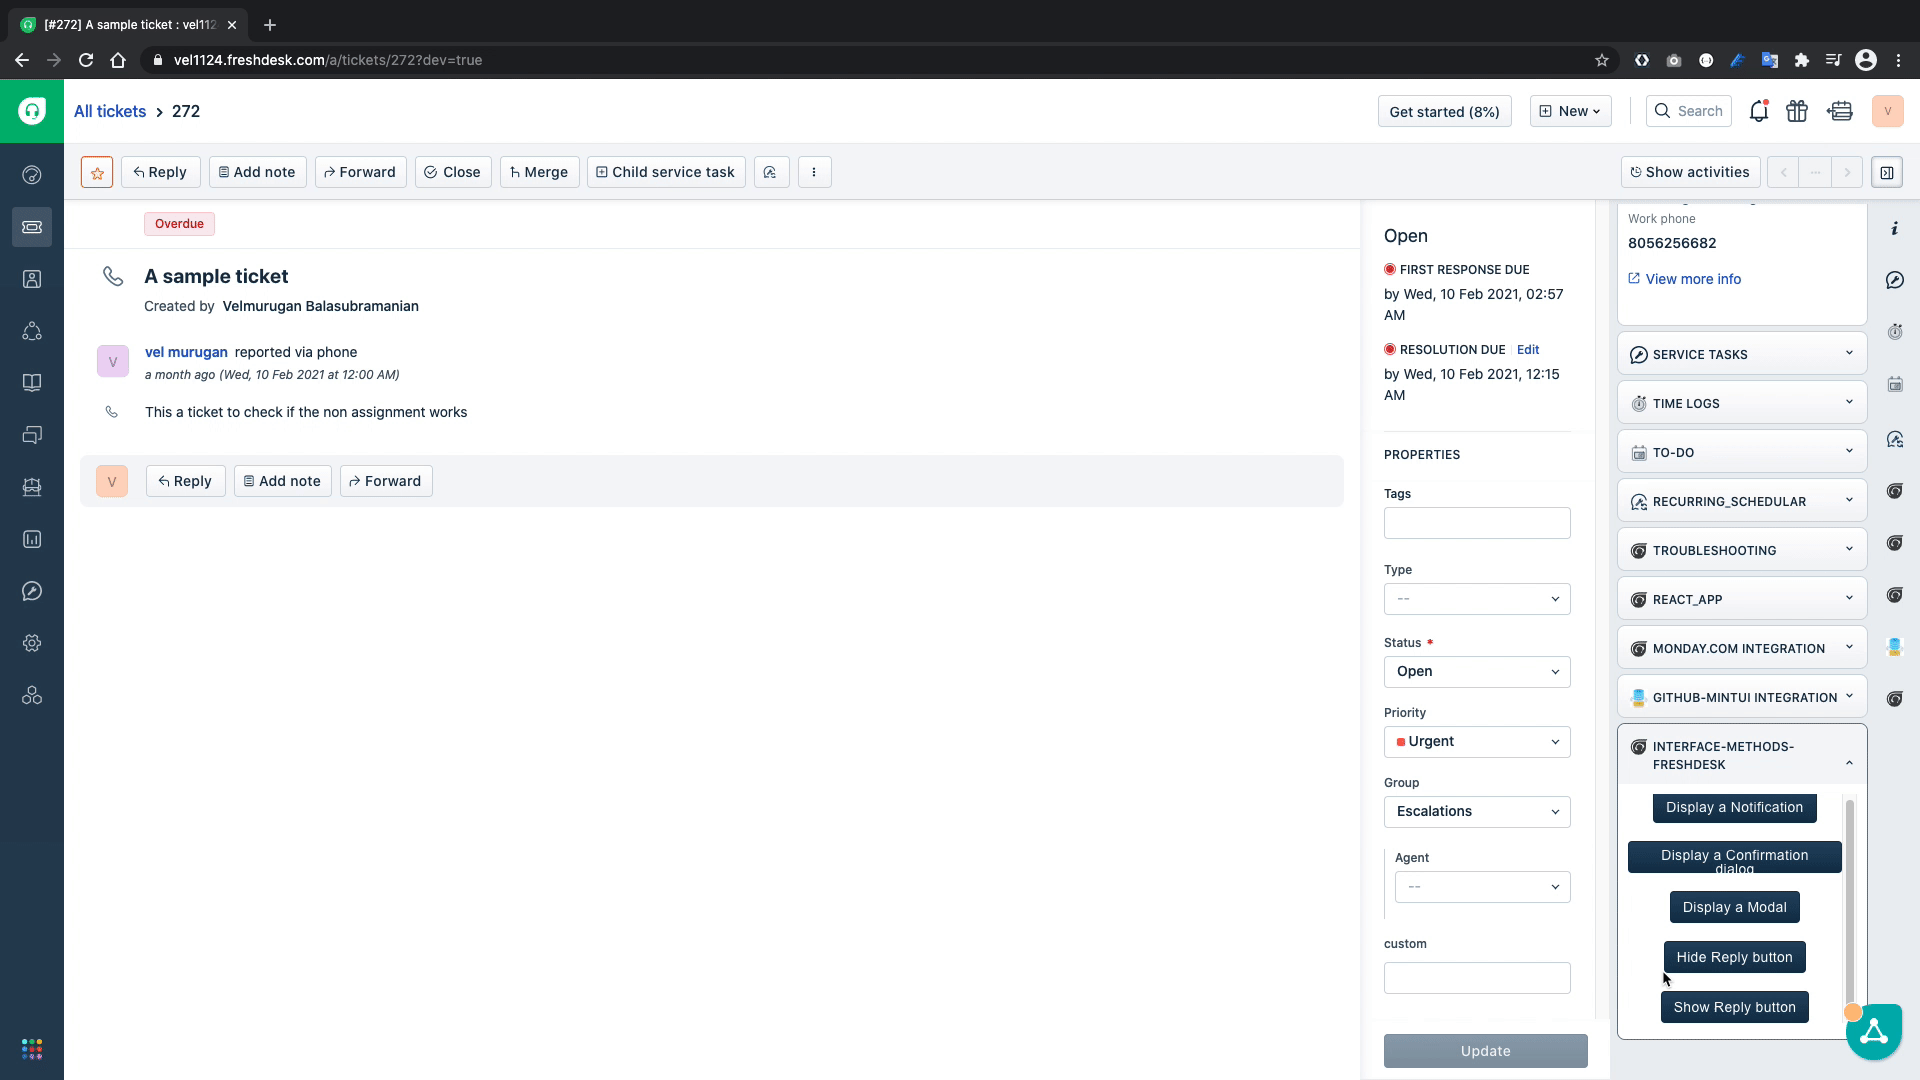 [#272] A sample ticket : vel112
vel1124.freshdesk.com/a/tickets/272?dev=true
All tickets > 272
Get started (8%)
New
Search
V
Reply
Add note
Forward
Close
Merge
Child service task
Show activities
Overdue
A sample ticket
Created by Velmurugan Balasubramanian
V
vel murugan reported via phone
a month ago (Wed, 10 Feb 2021 at 12:00 AM)
This a ticket to check if the non assignment works
V
Reply
Add note
Forward
Open
FIRST RESPONSE DUE
by Wed, 10 Feb 2021, 02:57
AM
RESOLUTION DUE Edit
by Wed, 10 Feb 2021, 12:15
AM
PROPERTIES
Tags
Type
--
Status *
Open
Priority
Urgent
Group
Escalations
Agent
--
custom
Update
Work phone
8056256682
View more info
SERVICE TASKS
TIME LOGS
TO-DO
RECURRING_SCHEDULAR
TROUBLESHOOTING
REACT_APP
MONDAY.COM INTEGRATION
GITHUB-MINTUI INTEGRATION
INTERFACE-METHODS-
FRESHDESK
Display a Notification
Display a Confirmation
dialog
Display a Modal
Hide Reply button
Show Reply button